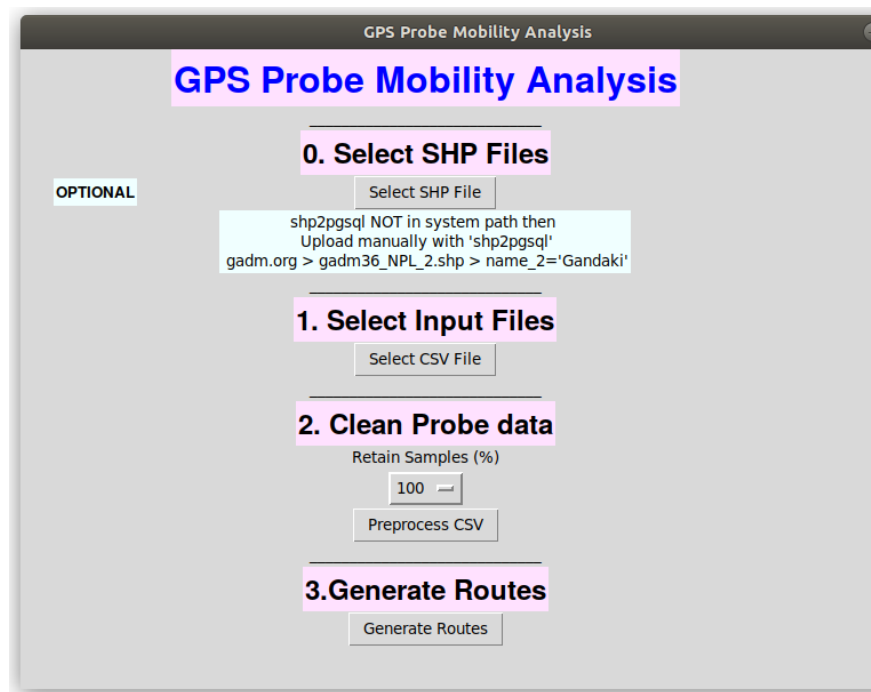 GPS Probe Mobility Analysis
GPS Probe Mobility Analysis
0. Select SHP Files
OPTIONAL
Select SHP File
shp2pgsql NOT in system path then
Upload manually with 'shp2pgsql'
gadm.org > gadm36_NPL_2.shp > name_2='Gandaki'
1. Select Input Files
Select CSV File
2. Clean Probe data
Retain Samples (%)
100
Preprocess CSV
3.Generate Routes
Generate Routes